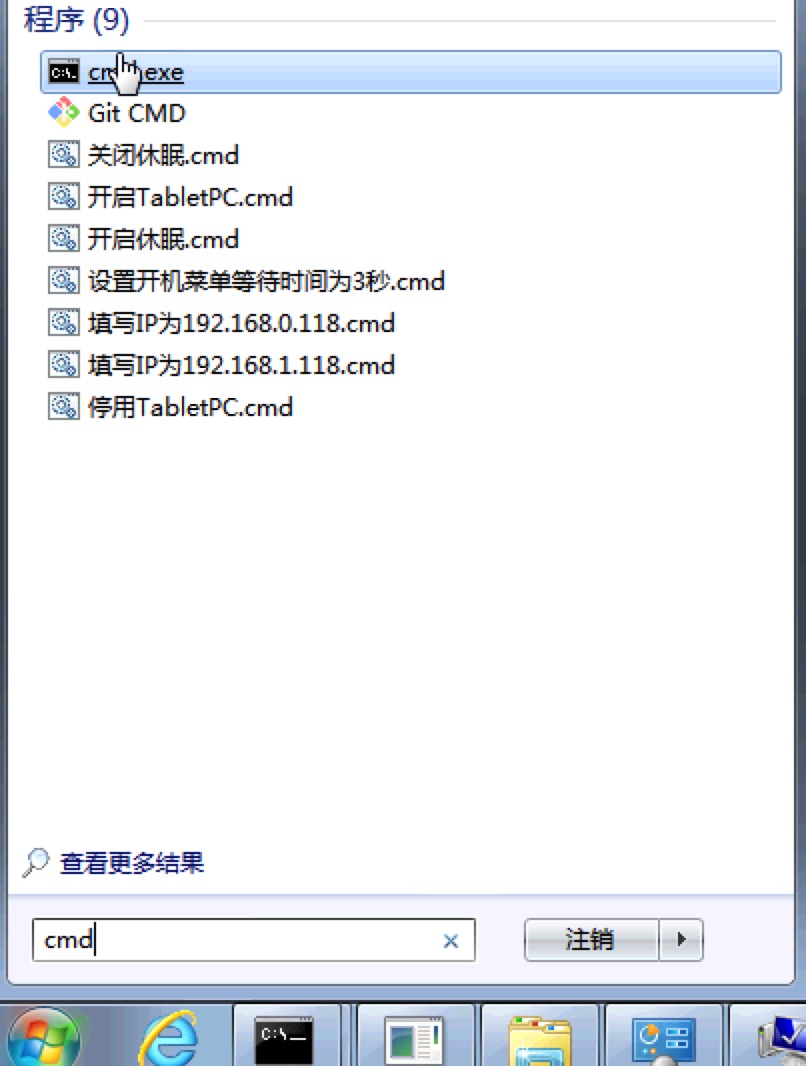 程序 (9)
cmd.exe
Git CMD
关闭休眠.cmd
开启TabletPC.cmd
开启休眠.cmd
设置开机菜单等待时间为3秒.cmd
填写IP为192.168.0.118.cmd
填写IP为192.168.1.118.cmd
停用TabletPC.cmd
查看更多结果
cmd
注销
C:\_